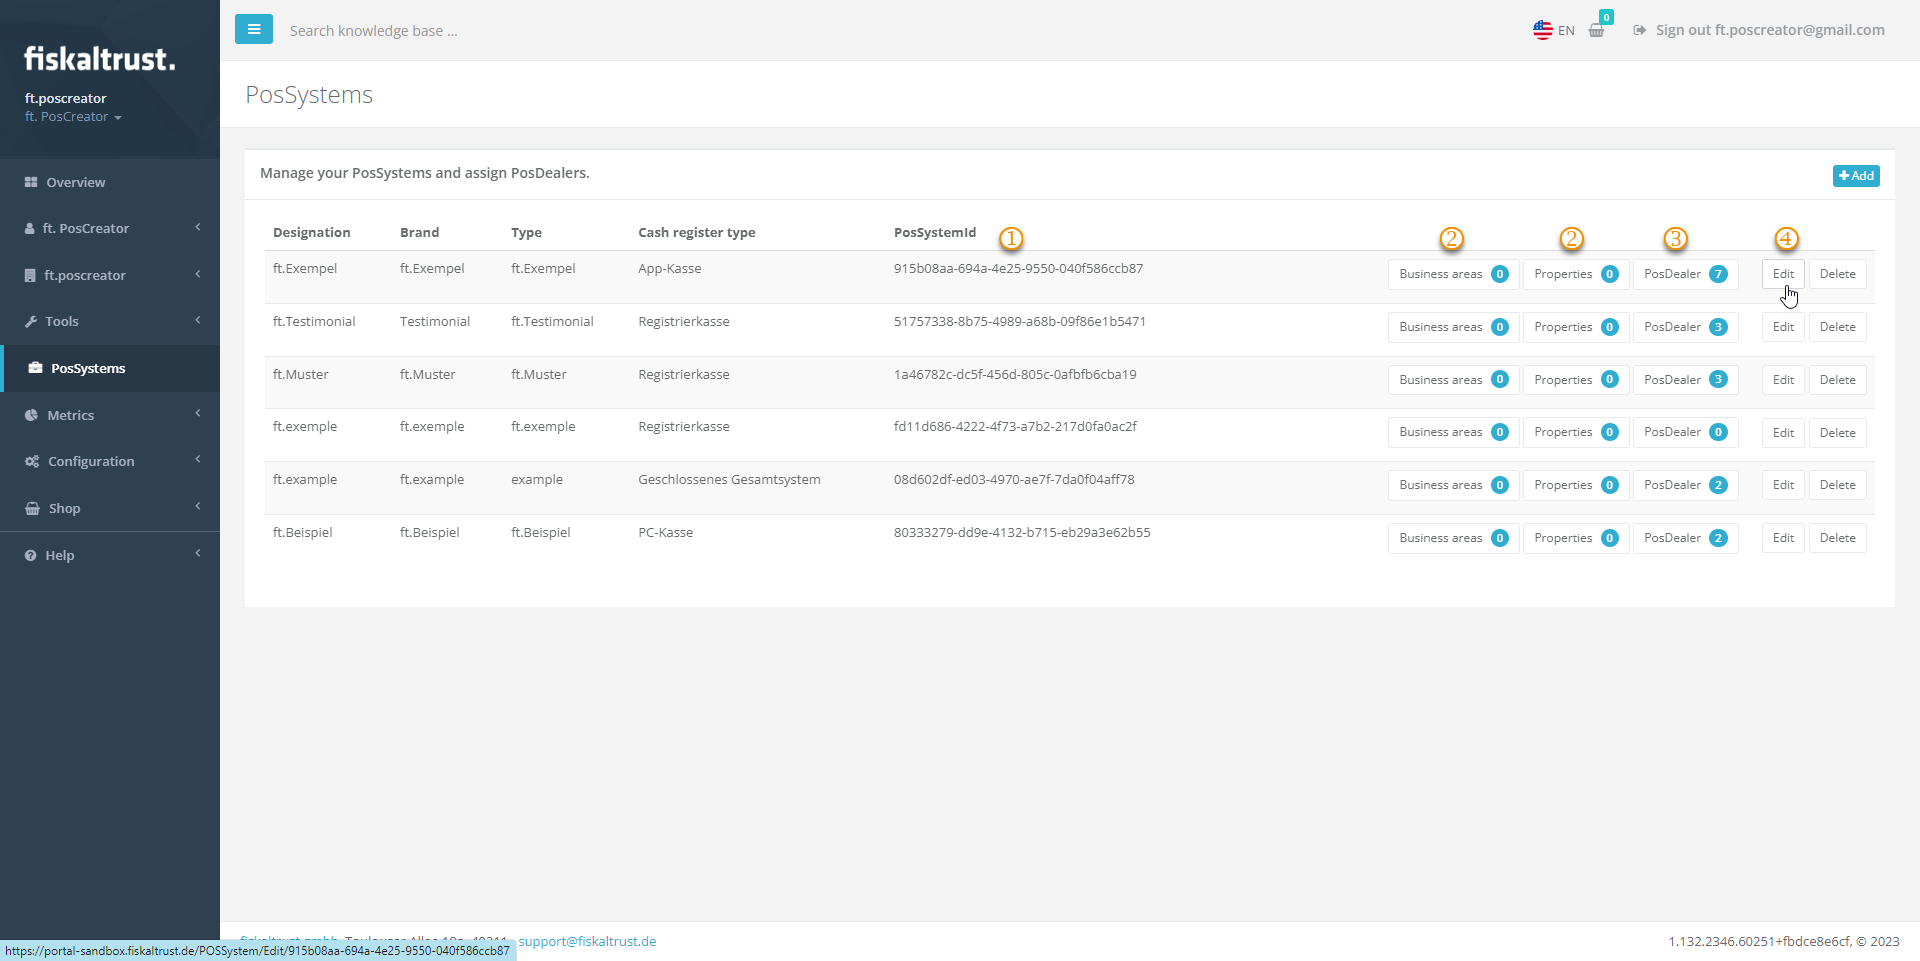 fiskaltrust.
ft.poscreator
ft. PosCreator
Overview
ft. PosCreator
ft.poscreator
Tools
PosSystems
Metrics
Configuration
Shop
Help
Search knowledge base ...
EN
0
Sign out ft.poscreator@gmail.com
PosSystems
Manage your PosSystems and assign PosDealers.
Add
Designation Brand Type Cash register type PosSystemId 1 2 2 3 4
ft.Exempel ft.Exempel ft.Exempel App-Kasse 915b08aa-694a-4e25-9550-040f586ccb87 Business areas 0 Properties 0 PosDealer 7 Edit Delete
ft.Testimonial Testimonial ft.Testimonial Registrierkasse 51757338-8b75-4989-a68b-09f86e1b5471 Business areas 0 Properties 0 PosDealer 3 Edit Delete
ft.Muster ft.Muster ft.Muster Registrierkasse 1a46782c-dc5f-456d-805c-0afbfb6cba19 Business areas 0 Properties 0 PosDealer 3 Edit Delete
ft.exemple ft.exemple ft.exemple Registrierkasse fd11d686-4222-4f73-a7b2-217d0fa0ac2f Business areas 0 Properties 0 PosDealer 0 Edit Delete
ft.example ft.example example Geschlossenes Gesamtsystem 08d602df-ed03-4970-ae7f-7da0f04aff78 Business areas 0 Properties 0 PosDealer 2 Edit Delete
ft.Beispiel ft.Beispiel ft.Beispiel PC-Kasse 80333279-dd9e-4132-b715-eb29a3e62b55 Business areas 0 Properties 0 PosDealer 2 Edit Delete
support@fiskaltrust.de
1.132.2346.60251+fbdce8e6cf, © 2023
https://portal-sandbox.fiskaltrust.de/POSSystem/Edit/915b08aa-694a-4e25-9550-040f586ccb87